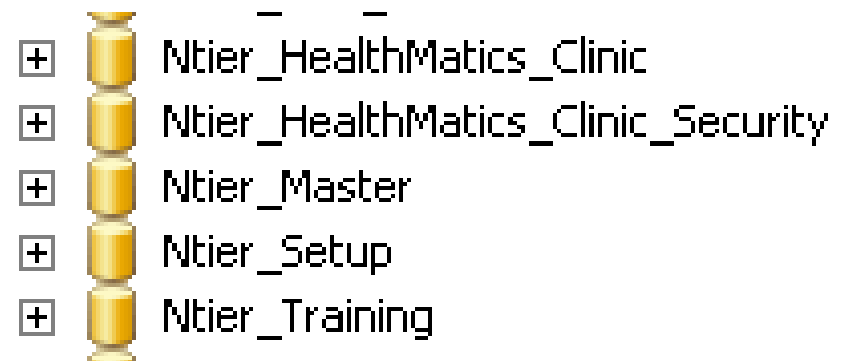 Ntier_HealthMatics_Clinic
Ntier_HealthMatics_Clinic_Security
Ntier_Master
Ntier_Setup
Ntier_Training